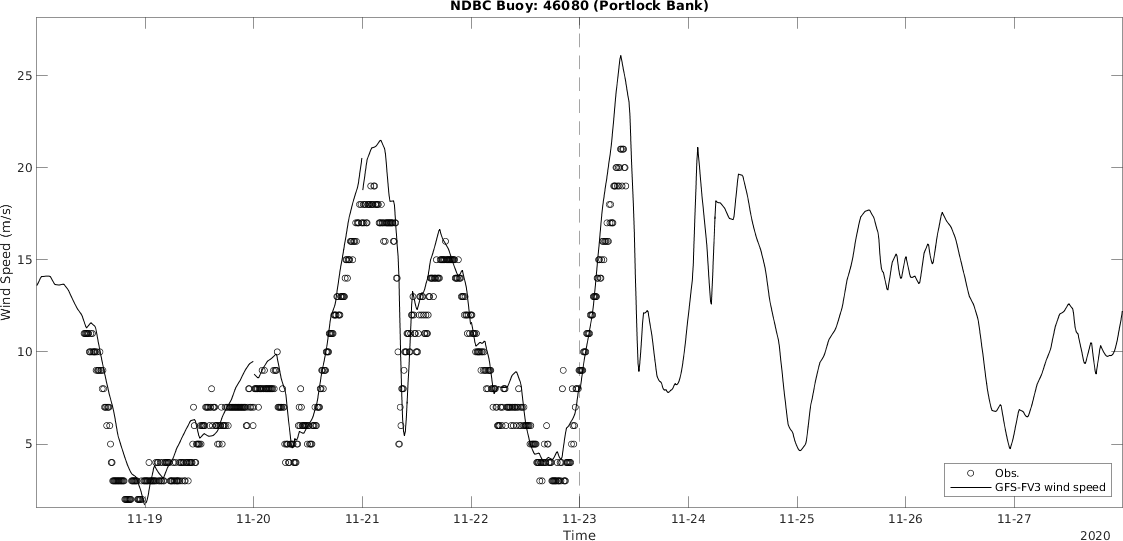 NDBC Buoy: 46080 (Portlock Bank)
Wind Speed (m/s)
25
20
15
10
5
Obs.
GFS-FV3 wind speed
11-19 11-20 11-21 11-22 11-23 11-24 11-25 11-26 11-27
Time
2020